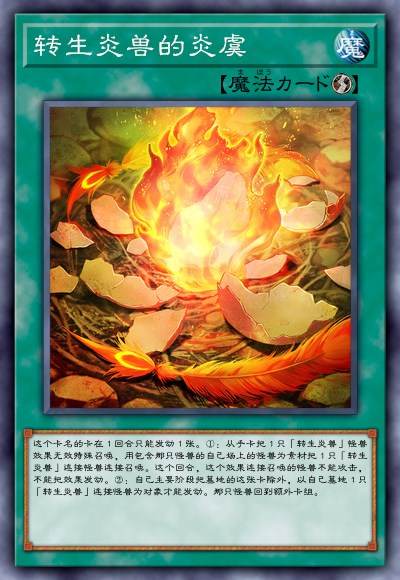 转生炎兽的炎虞
魔
【魔法カード】
まほう
这个卡名的卡在1回合只能发动1张。①：从手卡把1只「转生炎兽」怪兽
效果无效特殊召唤，用包含那只怪兽的自己场上的怪兽为素材把1只「转生
炎兽」连接怪兽连接召唤。这个回合，这个效果连接召唤的怪兽不能攻击，
不能把效果发动。②：自己主要阶段把墓地的这张卡除外，以自己墓地1只
「转生炎兽」连接怪兽为对象才能发动。那只怪兽回到额外卡组。